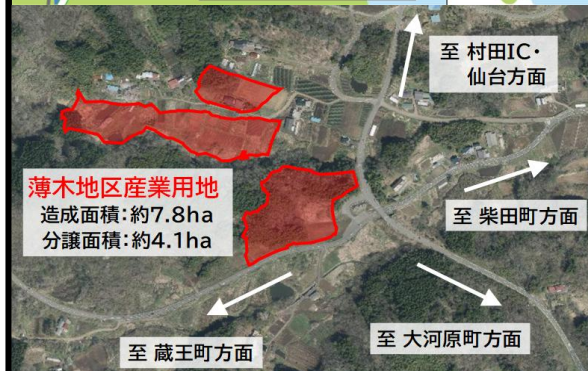 至 村田IC・
仙台方面
薄木地区産業用地
造成面積：約7.8ha
分譲面積：約4.1ha
至 柴田町方面
至 大河原町方面
至 蔵王町方面